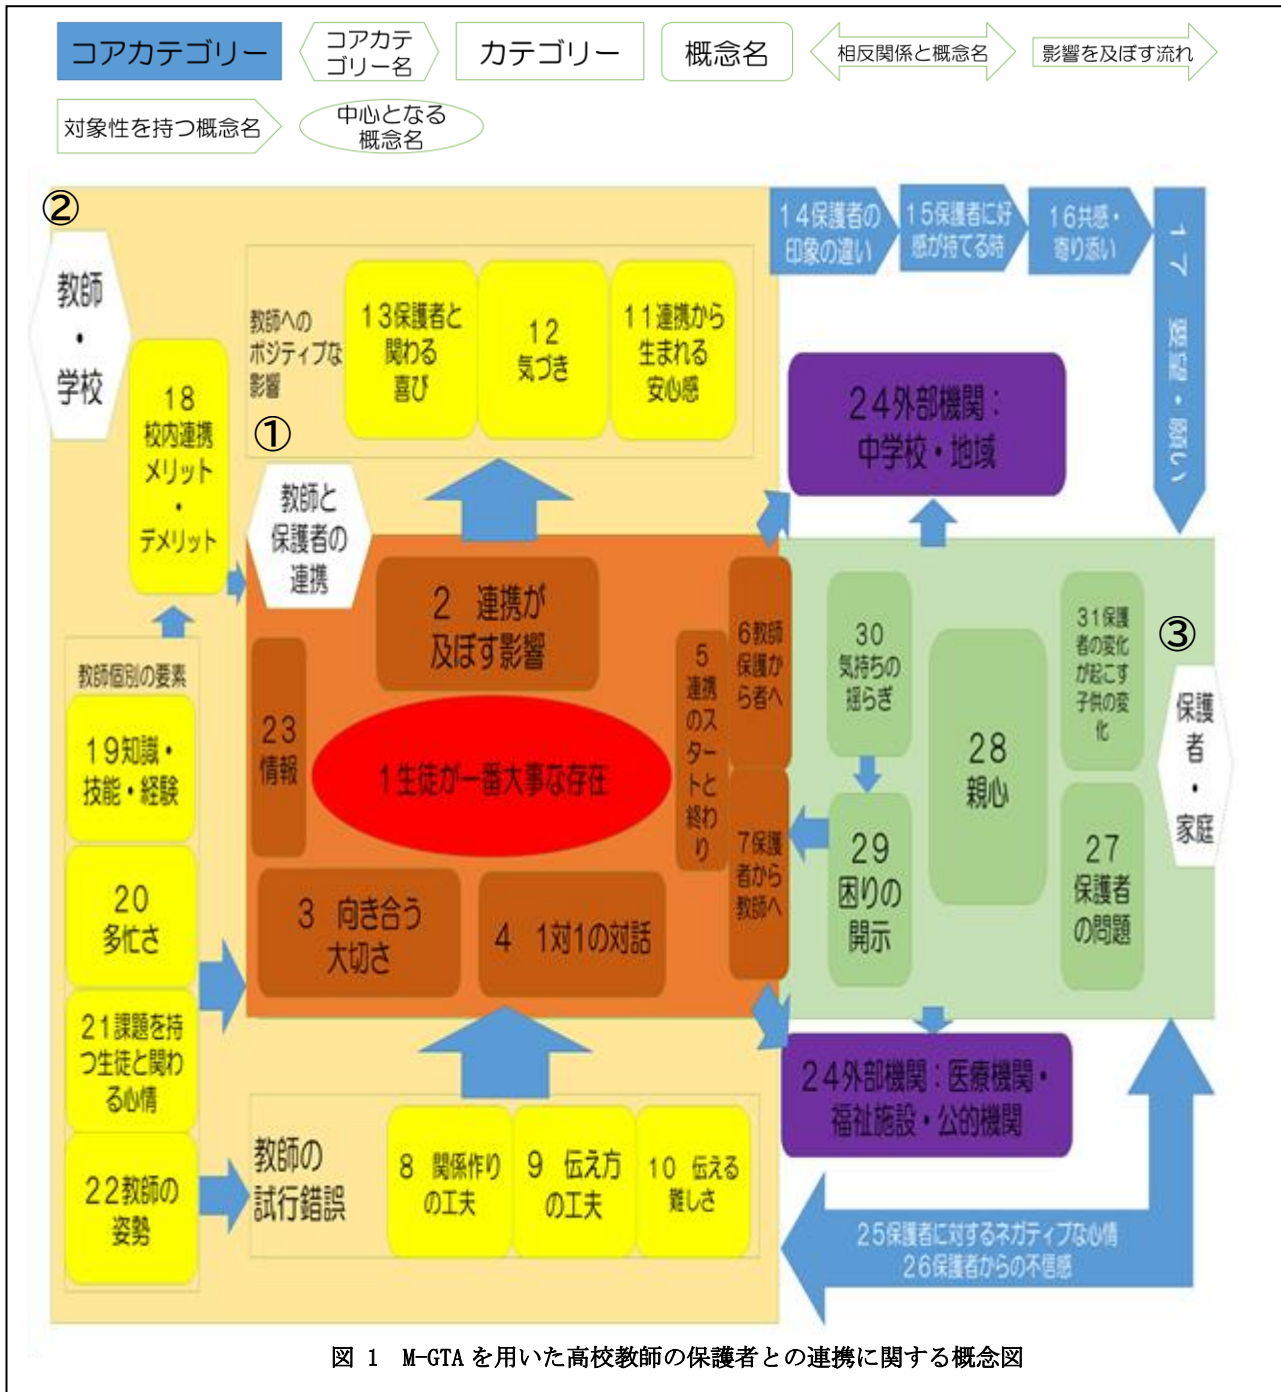 コアカテゴリー
コアカテ
ゴリー名
カテゴリー
概念名
相反関係と概念名
影響を及ぼす流れ
対象性を持つ概念名
中心となる
概念名
②
教師
・
学校
教師への
ポジティブな
影響
13保護者と
関わる
喜び
12
気づき
11連携から
生まれる
安心感
14保護者の
印象の違い
15保護者に好
感が持てる時
16共感・
寄り添い
17 要望・願い
18
校内連携
メリット
・
デメリット
①
教師と
保護者の
連携
24外部機関：
中学校・地域
2 連携が
及ぼす影響
23
情報
1生徒が一番大事な存在
5
連携
のス
ター
トと
終わ
り
6教師
保護か
ら者へ
7保護
者から
教師へ
3 向き合う
大切さ
4 1対1の対話
30
気持ちの
揺らぎ
29
困りの
開示
28
親心
31保護
者の変化
が起こす
子供の変
化
27
保護者
の問題
③
保護
者
・
家庭
教師個別の要素
19知識・
技能・経験
20
多忙さ
21課題を持
つ生徒と関わ
る心情
22教師の
姿勢
教師の
試行錯誤
8 関係作り
の工夫
9 伝え方
の工夫
10 伝える
難しさ
24外部機関：医療機関・
福祉施設・公的機関
25保護者に対するネガティブな心情
26保護者からの不信感
図 1 M-GTAを用いた高校教師の保護者との連携に関する概念図